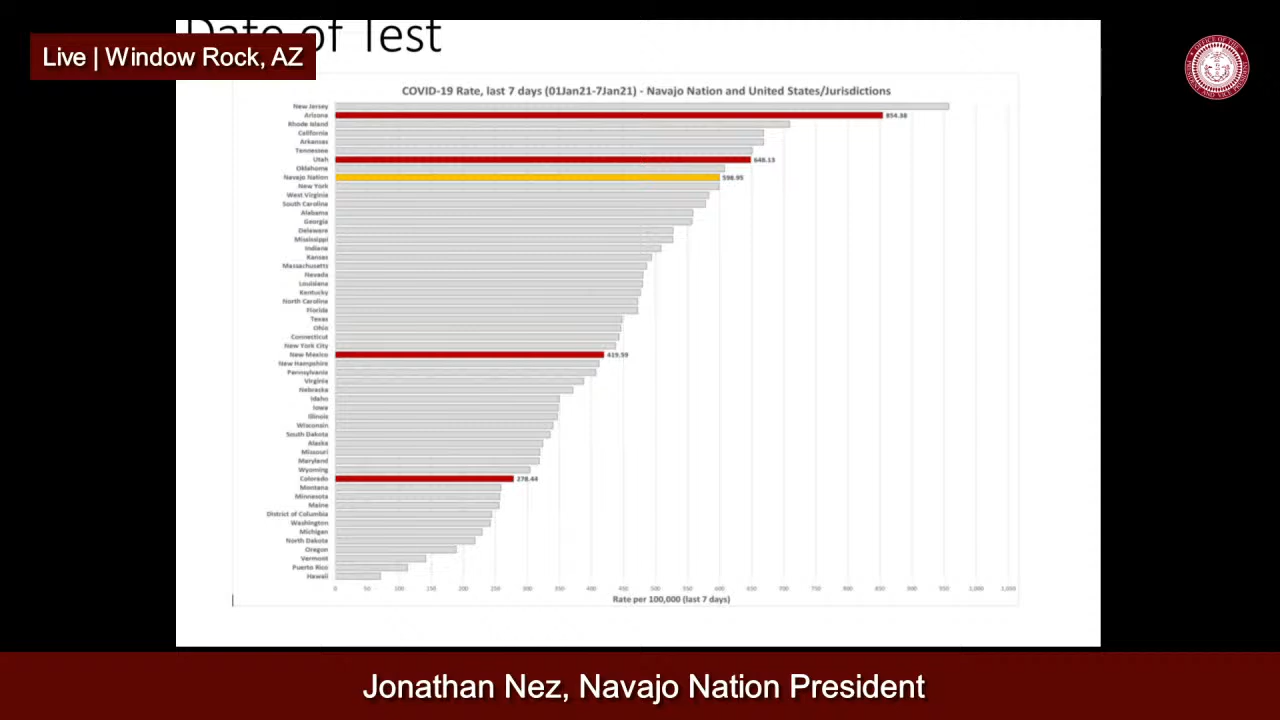 Date of Test
Live | Window Rock, AZ
COVID-19 Rate, last 7 days (01Jan21-7Jan21) - Navajo Nation and United States/Jurisdictions
New Jersey
Arizona 854.38
Rhode Island
California
Arkansas
Tennessee
Utah 648.13
Oklahoma
Navajo Nation 598.95
New York
West Virginia
South Carolina
Alabama
Georgia
Delaware
Mississippi
Indiana
Kansas
Massachusetts
Nevada
Louisiana
Kentucky
North Carolina
Florida
Texas
Ohio
Connecticut
New York City
New Mexico 419.59
New Hampshire
Pennsylvania
Virginia
Nebraska
Idaho
Iowa
Illinois
Wisconsin
South Dakota
Alaska
Missouri
Maryland
Wyoming
Colorado 278.44
Montana
Minnesota
Maine
District of Columbia
Washington
Michigan
North Dakota
Oregon
Vermont
Puerto Rico
Hawaii
0 50 100 150 200 250 300 350 400 450 500 550 600 650 700 750 800 850 900 950 1,000 1,050
Rate per 100,000 (last 7 days)
Jonathan Nez, Navajo Nation President